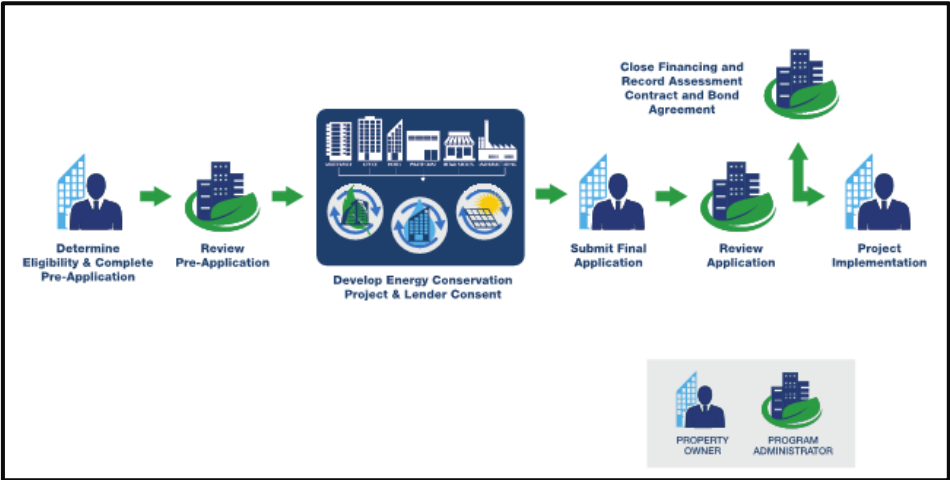 Close Financing and
Record Assessment
Contract and Bond
Agreement
Determine
Eligibility & Complete
Pre-Application
Review
Pre-Application
Develop Energy Conservation
Project & Lender Consent
Submit Final
Application
Review
Application
Project
Implementation
PROPERTY
OWNER
PROGRAM
ADMINISTRATOR